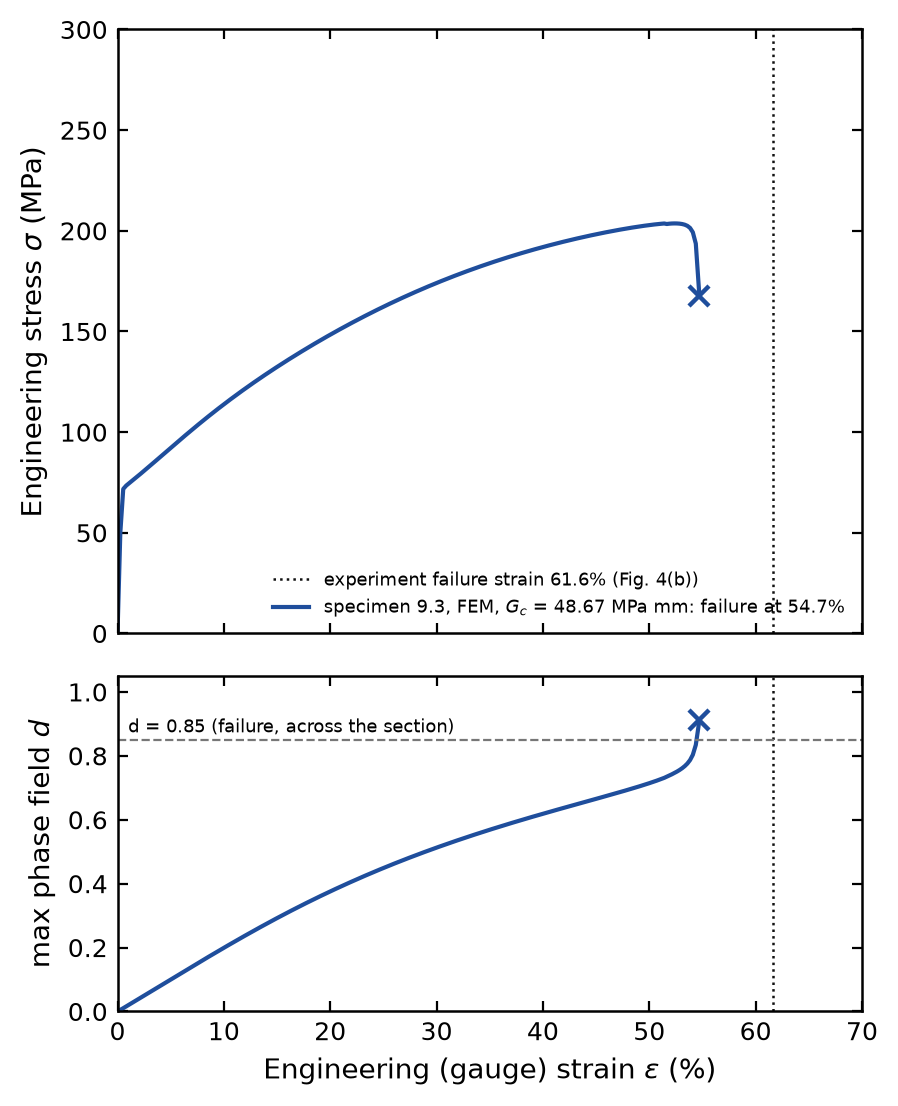 300
250
200
150
100
50
0
Engineering stress σ (MPa)
experiment failure strain 61.6% (Fig. 4(b))
specimen 9.3, FEM, G_c = 48.67 MPa mm: failure at 54.7%
1.0
0.8
0.6
0.4
0.2
0.0
max phase field d
d = 0.85 (failure, across the section)
0 10 20 30 40 50 60 70
Engineering (gauge) strain ε (%)